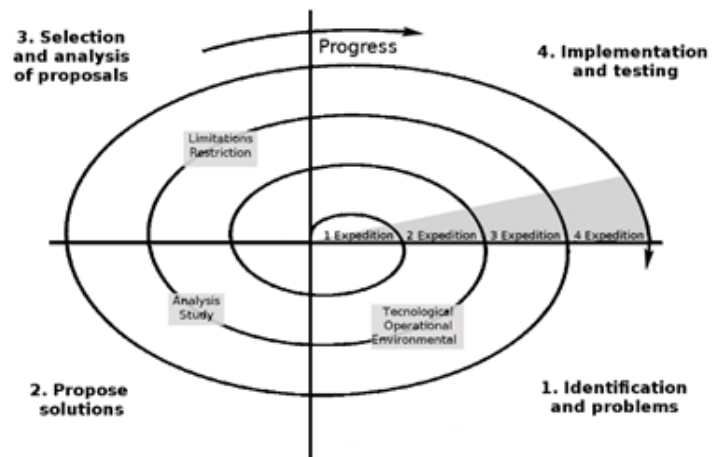 3. Selection
and analysis
of proposals
Progress
4. Implementation
and testing
Limitations
Restriction
1 Expedition
2 Expedition
3 Expedition
4 Expedition
Analysis
Study
Tecnological
Operational
Environmental
2. Propose
solutions
1. Identification
and problems